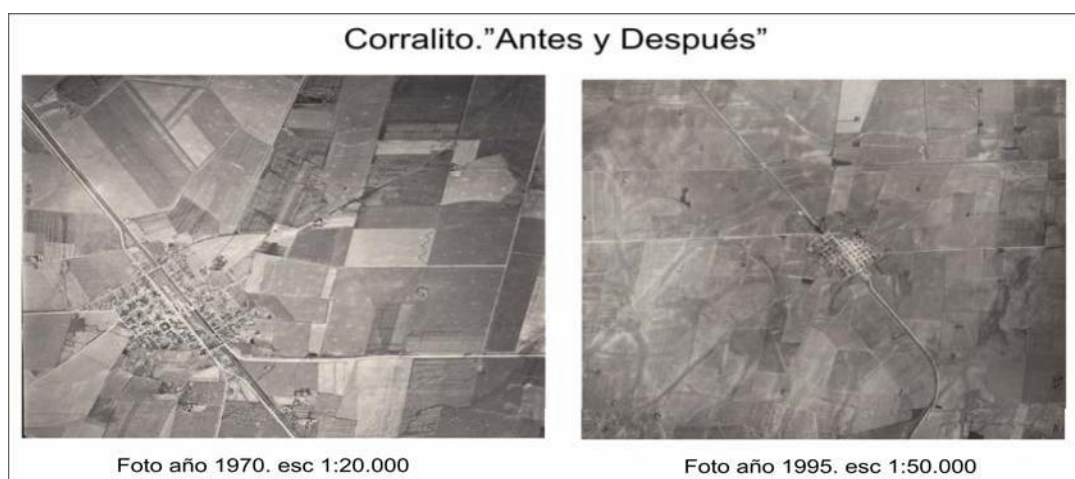 Corralito.”Antes y Después”
Foto año 1970. esc 1:20.000
Foto año 1995. esc 1:50.000